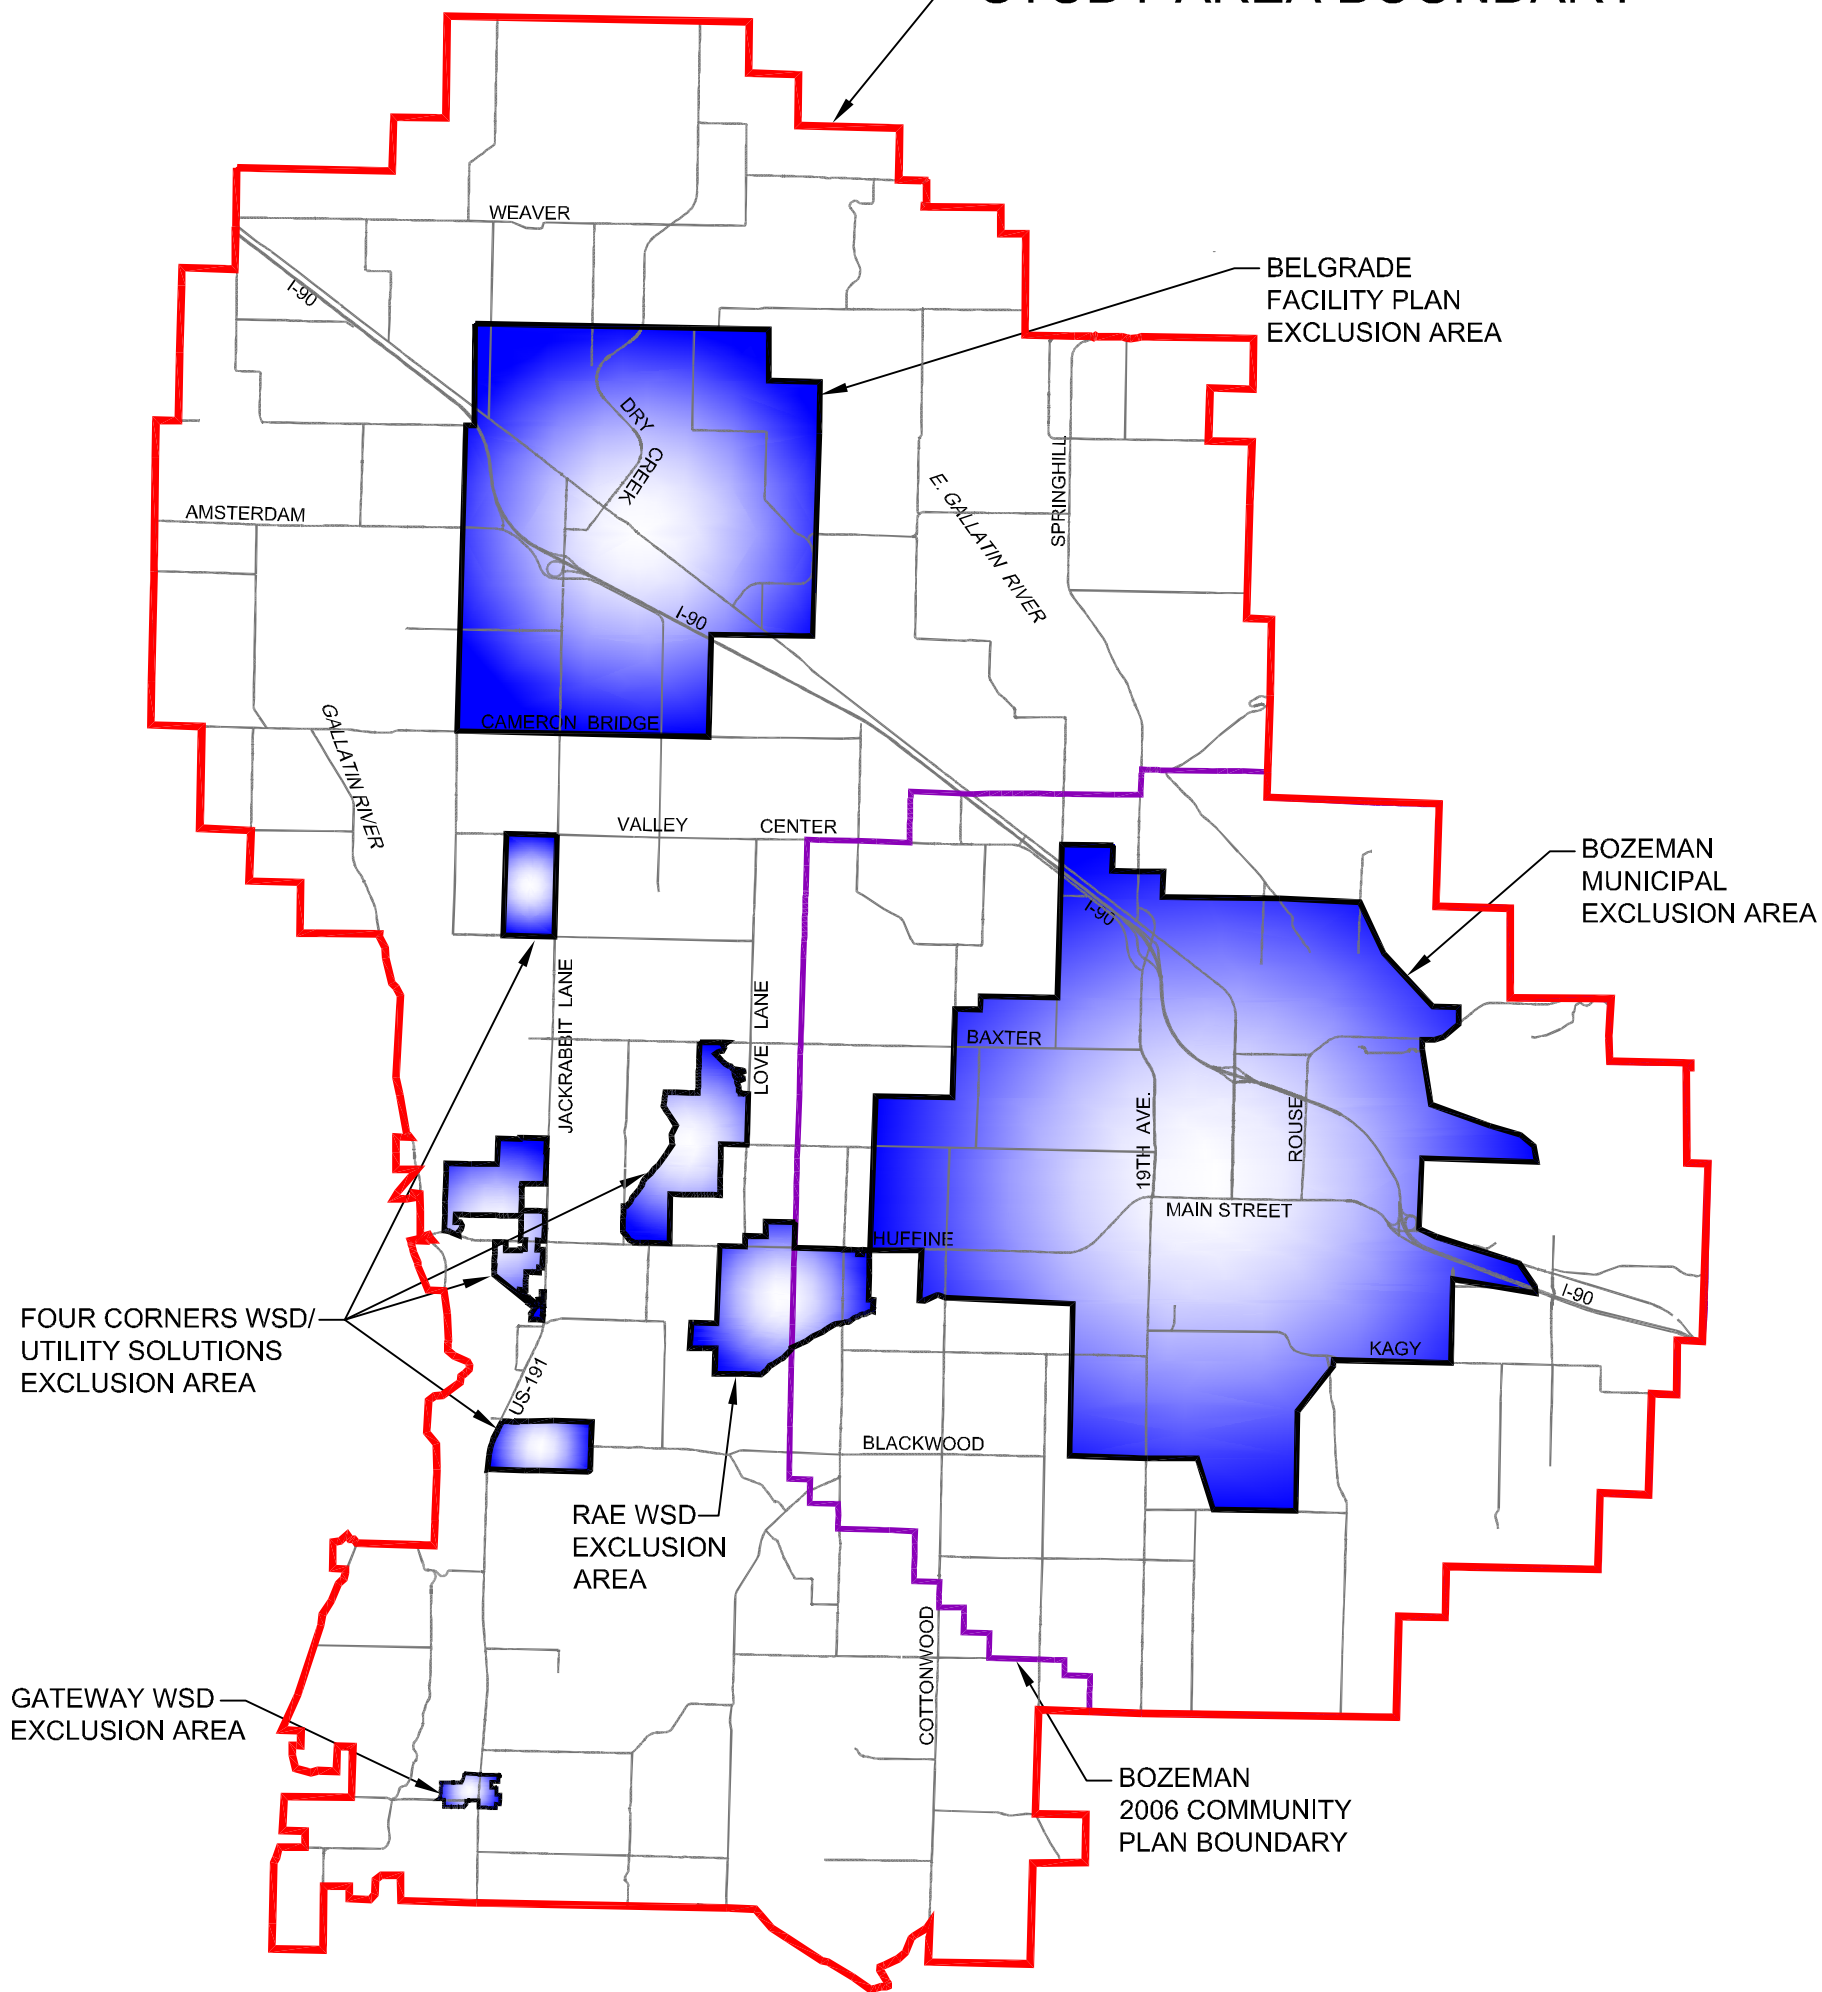 STUDY AREA BOUNDARY
WEAVER
I-90
BELGRADE
FACILITY PLAN
EXCLUSION AREA
DRY CREEK
SPRINGHILL
E. GALLATIN RIVER
AMSTERDAM
I-90
GALLATIN RIVER
CAMERON BRIDGE
VALLEY CENTER
BOZEMAN
MUNICIPAL
EXCLUSION AREA
I-90
JACKRABBIT LANE
LOVE LANE
BAXTER
19TH AVE.
ROUSE
MAIN STREET
HUFFINE
I-90
FOUR CORNERS WSD/
UTILITY SOLUTIONS
EXCLUSION AREA
KAGY
US-191
BLACKWOOD
RAE WSD
EXCLUSION
AREA
COTTONWOOD
GATEWAY WSD
EXCLUSION AREA
BOZEMAN
2006 COMMUNITY
PLAN BOUNDARY